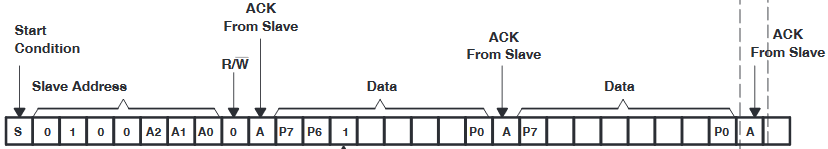 Start
Condition
ACK
From Slave
ACK
From Slave
ACK
From Slave
R/W̅
Slave Address
Data
Data
S 0 1 0 0 A2 A1 A0 0 A P7 P6 1 P0 A P7 P0 A